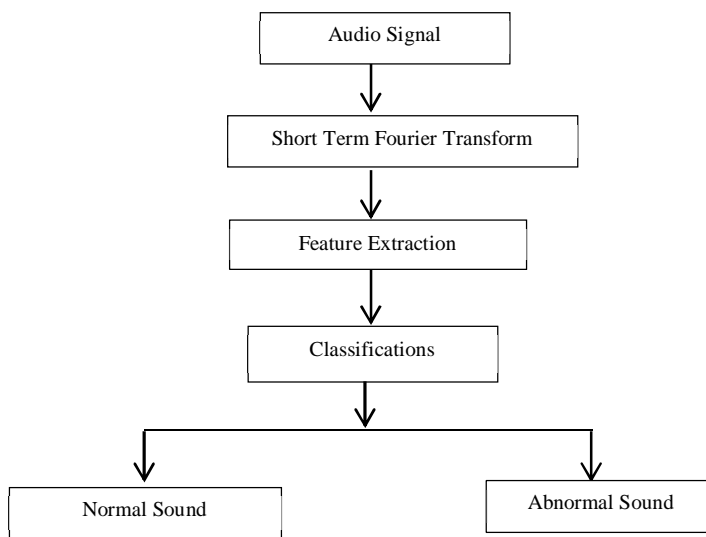 Audio Signal
Short Term Fourier Transform
Feature Extraction
Classifications
Normal Sound
Abnormal Sound